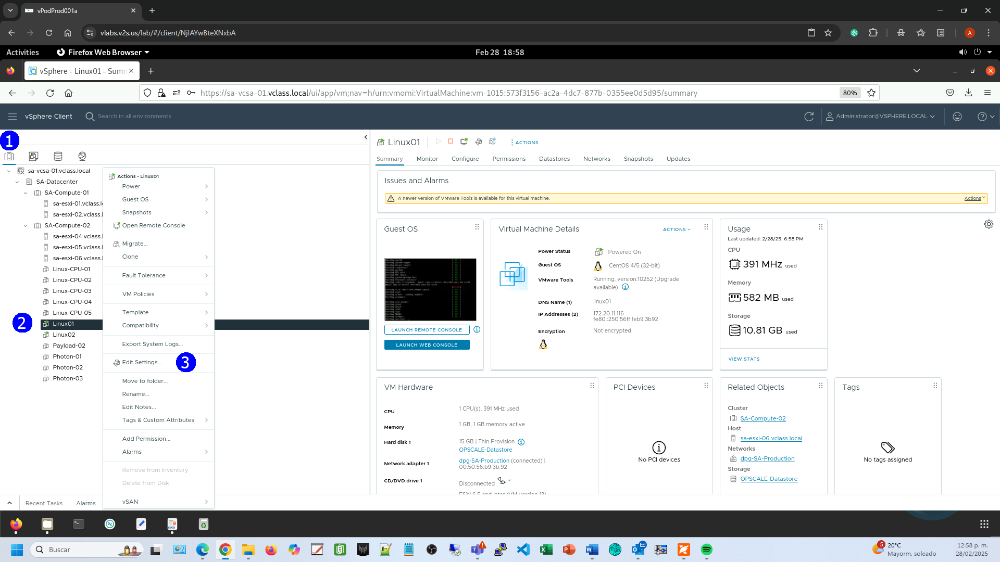 vPodProd001a
vlabs.v2s.us/lab/#/client/NjIAYwBteXNxbA
A
Activities
Firefox Web Browser
Feb 28 18:58
vSphere - Linux01 - Summ
https://sa-vcsa-01.vclass.local/ui/app/vm;nav=h/urn:vmomi:VirtualMachine:vm-1015:573f3156-ac2a-4dc7-877b-0355ee0d5d95/summary
80%
vSphere Client
Search in all environments
Administrator@VSPHERE.LOCAL
1
sa-vcsa-01.vclass.local
SA-Datacenter
SA-Compute-01
sa-esxi-01.vclass.l
sa-esxi-02.vclass.
SA-Compute-02
sa-esxi-04.vclass.
sa-esxi-05.vclass.
sa-esxi-06.vclass.
Linux-CPU-01
Linux-CPU-02
Linux-CPU-03
Linux-CPU-04
Linux-CPU-05
2
Linux01
Linux02
Payload-02
Photon-01
Photon-02
Photon-03
Actions - Linux01
Power
Guest OS
Snapshots
Open Remote Console
Migrate...
Clone
Fault Tolerance
VM Policies
Template
Compatibility
Export System Logs...
Edit Settings...
3
Move to folder...
Rename...
Edit Notes...
Tags & Custom Attributes
Add Permission...
Alarms
Remove from Inventory
Delete from Disk
vSAN
Linux01
ACTIONS
Summary Monitor Configure Permissions Datastores Networks Snapshots Updates
Issues and Alarms
A newer version of VMware Tools is available for this virtual machine.
Actions
Guest OS
LAUNCH REMOTE CONSOLE
LAUNCH WEB CONSOLE
Virtual Machine Details
ACTIONS
Power Status Powered On
Guest OS CentOS 4/5 (32-bit)
VMware Tools Running, version:10252 (Upgrade
available)
DNS Name (1) linux01
IP Addresses (2) 172.20.11.116
fe80::250:56ff:feb9:3b92
Encryption Not encrypted
Usage
Last updated: 2/28/25, 6:58 PM
CPU
391 MHz used
Memory
582 MB used
Storage
10.81 GB used
VIEW STATS
VM Hardware
CPU 1 CPU(s), 391 MHz used
Memory 1 GB, 1 GB memory active
Hard disk 1 15 GB | Thin Provision
OPSCALE-Datastore
Network adapter 1 dpg-SA-Production (connected) |
00:50:56:b9:3b:92
CD/DVD drive 1 Disconnected
ESXi 6.5 and later (VM version 13)
PCI Devices
No PCI devices
Related Objects
Cluster
SA-Compute-02
Host
sa-esxi-06.vclass.local
Networks
dpg-SA-Production
Storage
OPSCALE-Datastore
Tags
No tags assigned
Recent Tasks Alarms
Buscar
5
20°C
Mayorm. soleado
12:58 p. m.
28/02/2025